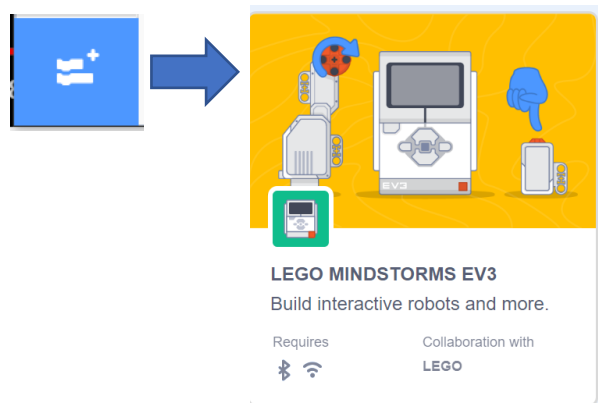 EV3
LEGO MINDSTORMS EV3
Build interactive robots and more.
Requires
Collaboration with
LEGO